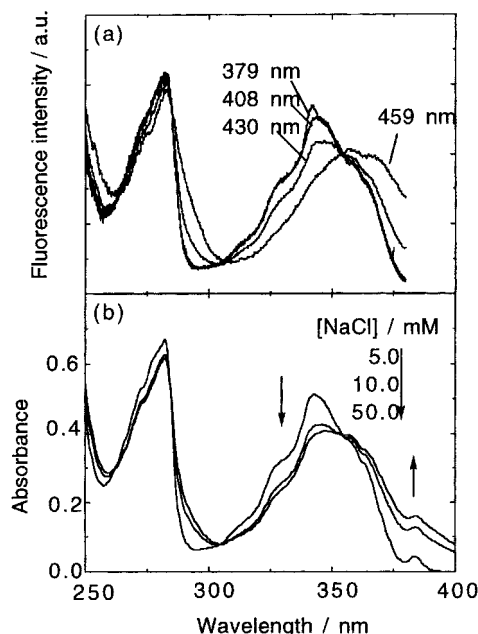 (a)
379 nm
408 nm
430 nm
459 nm
Fluorescence intensity / a.u.
(b)
[NaCl] / mM
5.0
10.0
50.0
0.6
0.4
0.2
0.0
Absorbance
250
300
350
400
Wavelength / nm